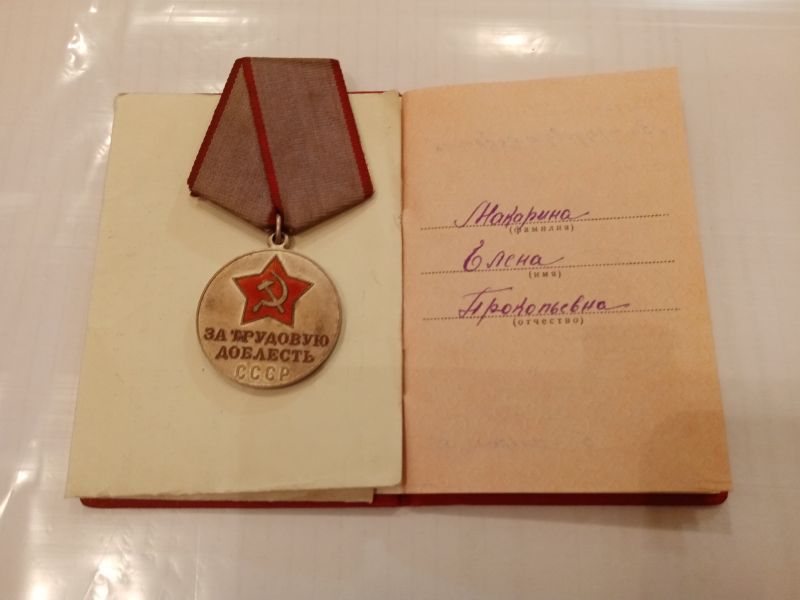 ЗА ТРУДОВУЮ
ДОБЛЕСТЬ
СССР
Макарина
(фамилия)
Елена
(имя)
Прокопьевна
(отчество)